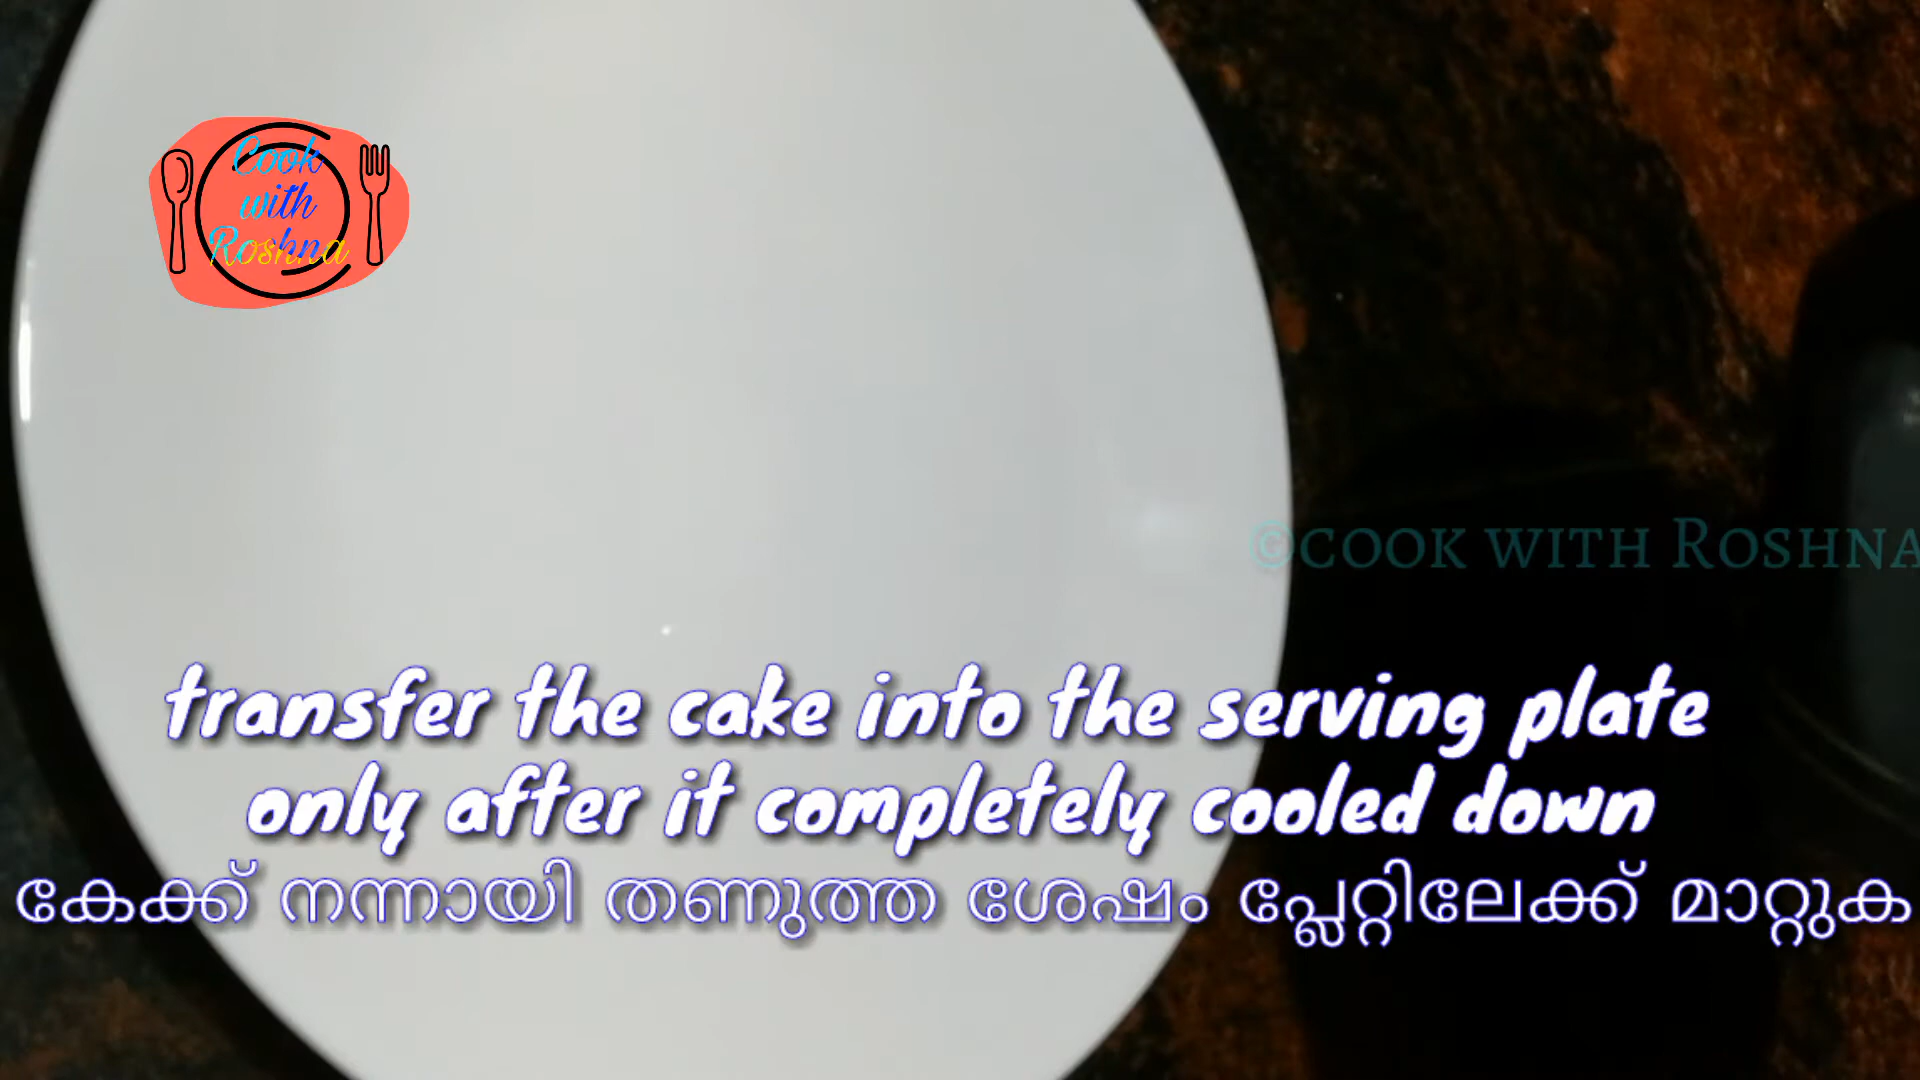 Cook
with
Roshna
©COOK WITH ROSHNA
transfer the cake into the serving plate
only after it completely cooled down
കേക്ക് നന്നായി തണുത്ത ശേഷം പ്ലേറ്റിലേക്ക് മാറ്റുക